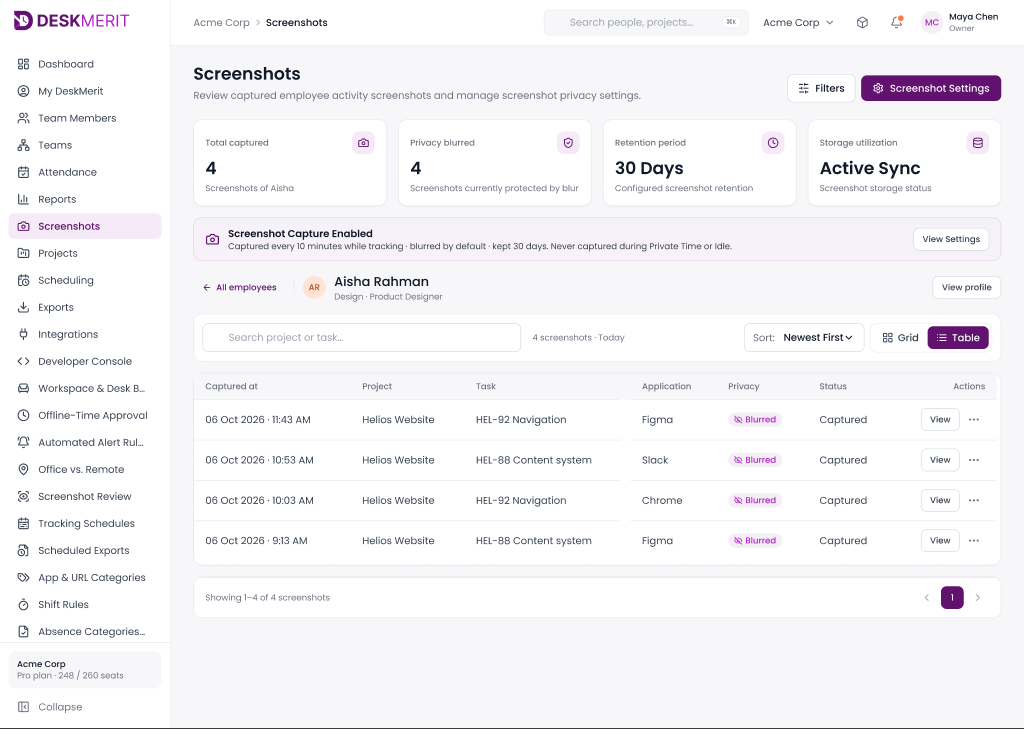 DESKMERIT
Acme Corp › Screenshots
Search people, projects... ⌘K
Acme Corp
MC
Maya Chen
Owner
Dashboard
My DeskMerit
Team Members
Teams
Attendance
Reports
Screenshots
Projects
Scheduling
Exports
Integrations
Developer Console
Workspace & Desk B...
Offline-Time Approval
Automated Alert Rul...
Office vs. Remote
Screenshot Review
Tracking Schedules
Scheduled Exports
App & URL Categories
Shift Rules
Absence Categories...
Acme Corp
Pro plan · 248 / 260 seats
Collapse
Screenshots
Review captured employee activity screenshots and manage screenshot privacy settings.
Filters
Screenshot Settings
Total captured
4
Screenshots of Aisha
Privacy blurred
4
Screenshots currently protected by blur
Retention period
30 Days
Configured screenshot retention
Storage utilization
Active Sync
Screenshot storage status
Screenshot Capture Enabled
Captured every 10 minutes while tracking · blurred by default · kept 30 days. Never captured during Private Time or Idle.
View Settings
← All employees
AR
Aisha Rahman
Design · Product Designer
View profile
Search project or task...
4 screenshots · Today
Sort: Newest First
Grid
Table
Captured at Project Task Application Privacy Status Actions
06 Oct 2026 · 11:43 AM Helios Website HEL-92 Navigation Figma Blurred Captured View ···
06 Oct 2026 · 10:53 AM Helios Website HEL-88 Content system Slack Blurred Captured View ···
06 Oct 2026 · 10:03 AM Helios Website HEL-92 Navigation Chrome Blurred Captured View ···
06 Oct 2026 · 9:13 AM Helios Website HEL-88 Content system Figma Blurred Captured View ···
Showing 1–4 of 4 screenshots
‹ 1 ›